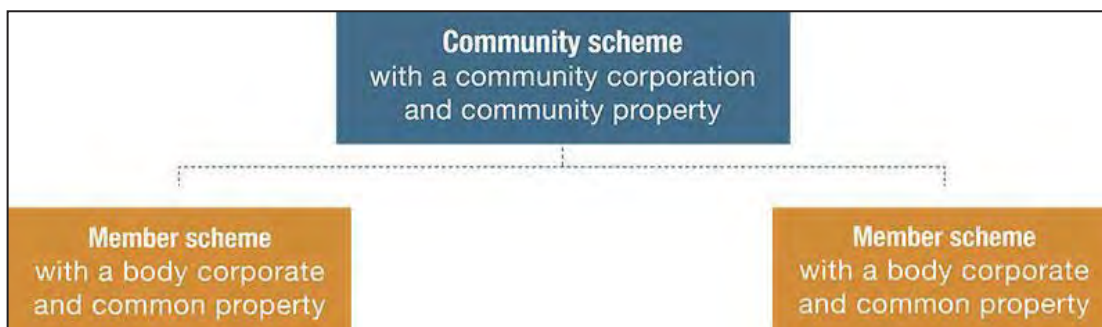 Community scheme
with a community corporation
and community property
Member scheme
with a body corporate
and common property
Member scheme
with a body corporate
and common property